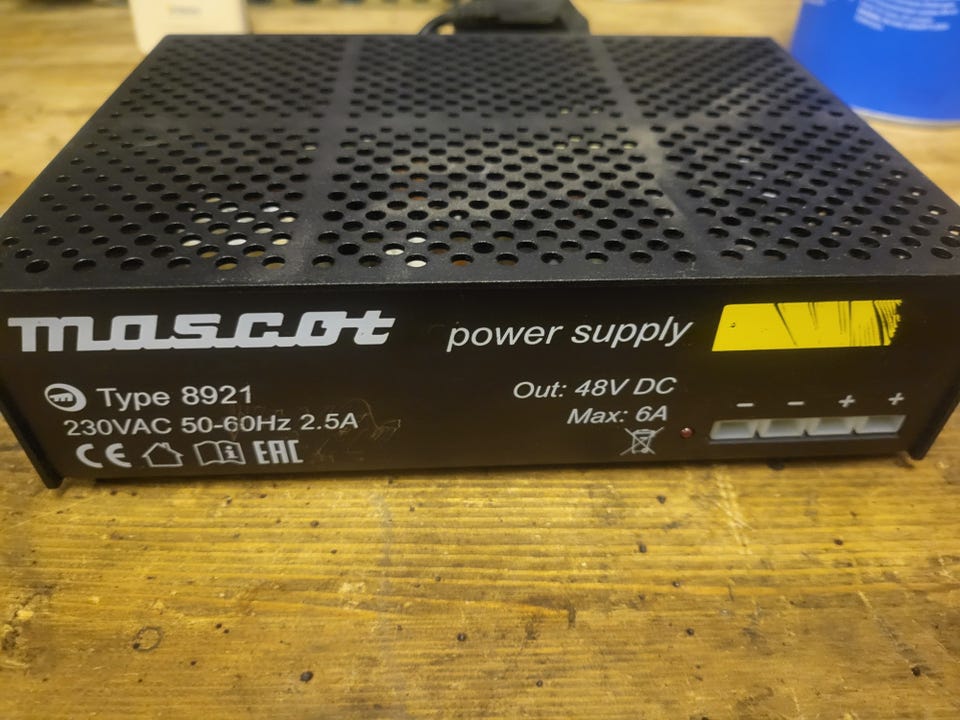 mascot
power supply
Type 8921
230VAC 50-60Hz 2.5A
CE
EAC
Out: 48V DC
Max: 6A
- - + +